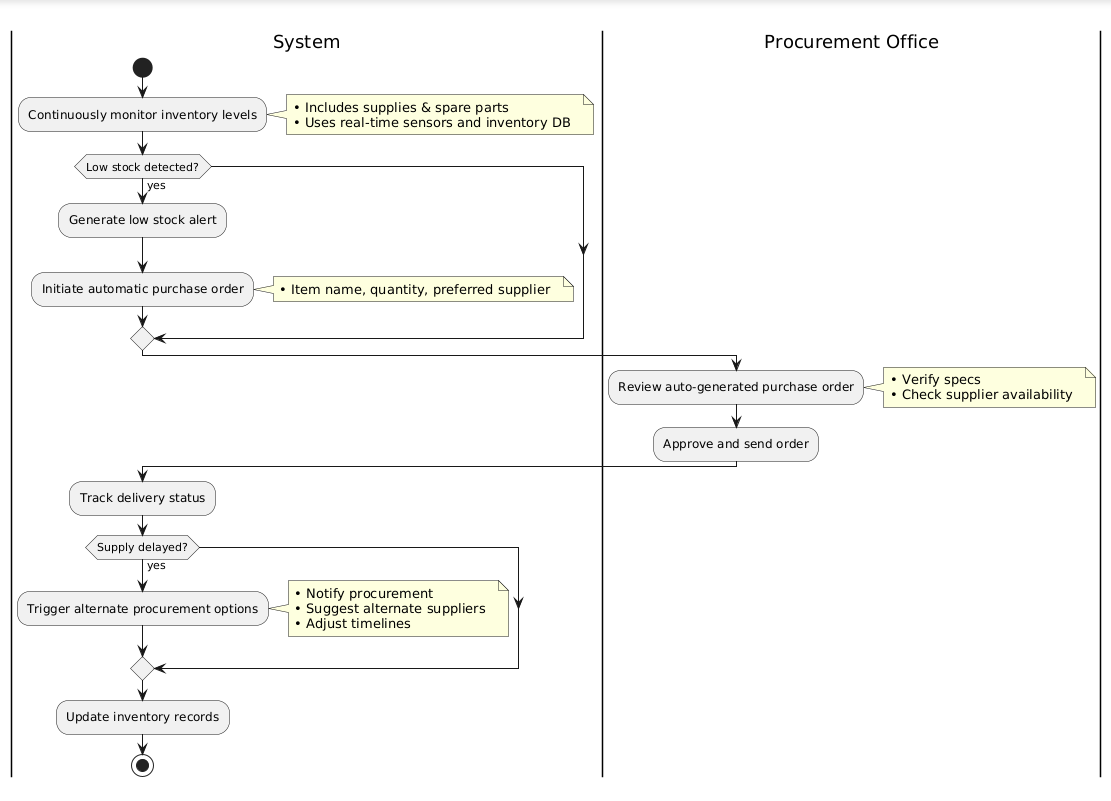 System
Procurement Office
Continuously monitor inventory levels
• Includes supplies & spare parts
• Uses real-time sensors and inventory DB
Low stock detected?
yes
Generate low stock alert
Initiate automatic purchase order
• Item name, quantity, preferred supplier
Review auto-generated purchase order
• Verify specs
• Check supplier availability
Approve and send order
Track delivery status
Supply delayed?
yes
Trigger alternate procurement options
• Notify procurement
• Suggest alternate suppliers
• Adjust timelines
Update inventory records